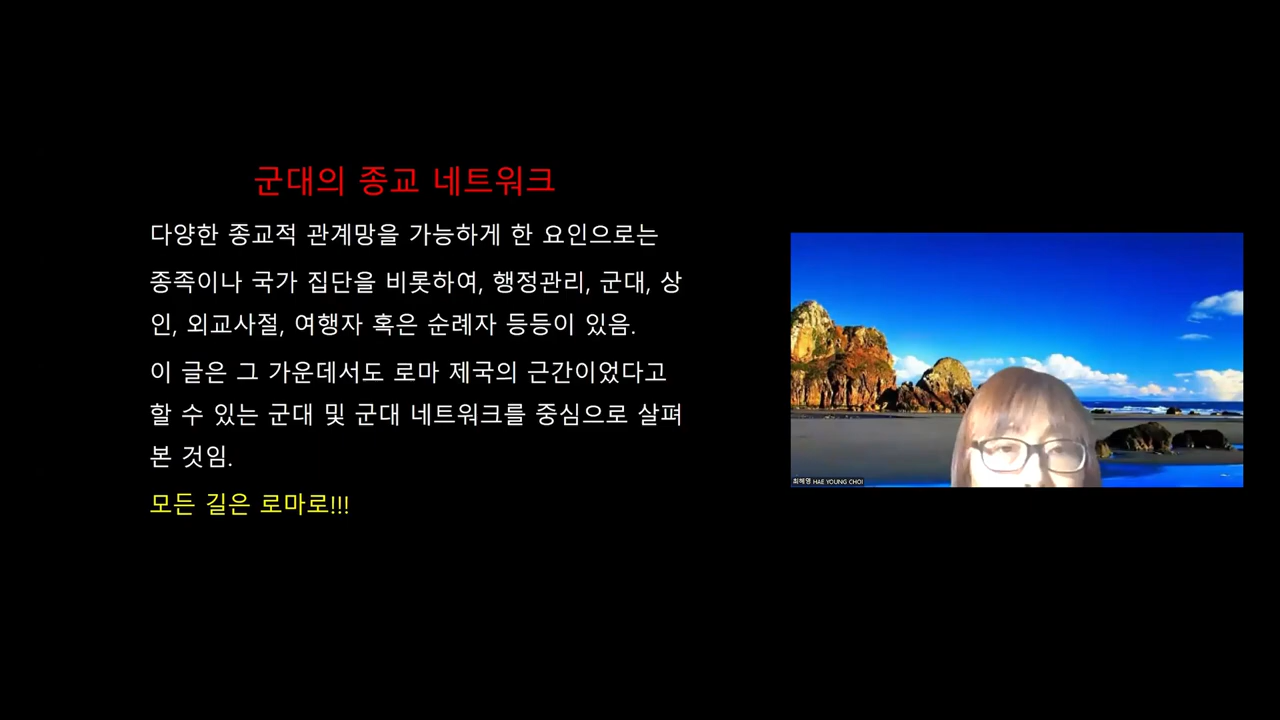 군대의 종교 네트워크
다양한 종교적 관계망을 가능하게 한 요인으로는
종족이나 국가 집단을 비롯하여, 행정관리, 군대, 상
인, 외교사절, 여행자 혹은 순례자 등등이 있음.
이 글은 그 가운데서도 로마 제국의 근간이었다고
할 수 있는 군대 및 군대 네트워크를 중심으로 살펴
본 것임.
모든 길은 로마로!!!
최혜영 HAE YOUNG CHOI